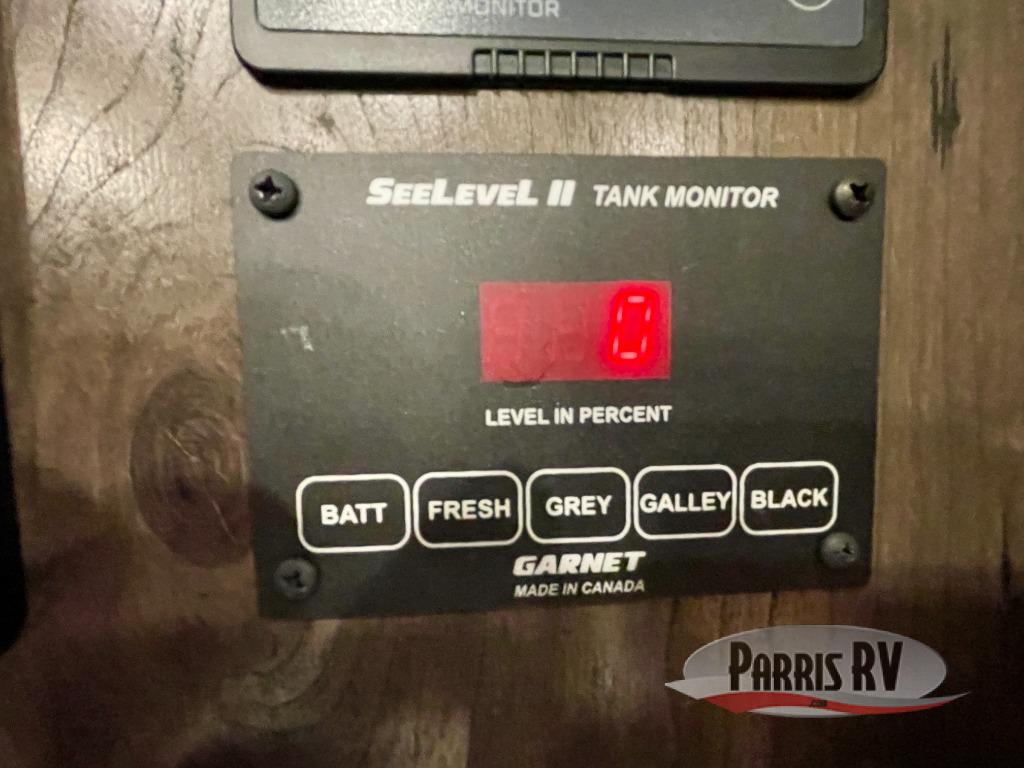 MONITOR
SEELEVEL II TANK MONITOR
0
LEVEL IN PERCENT
BATT FRESH GREY GALLEY BLACK
GARNET
MADE IN CANADA
PARRIS RV
.com